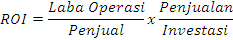 ROI = Laba Operasi / Penjual x Penjualan / Investasi